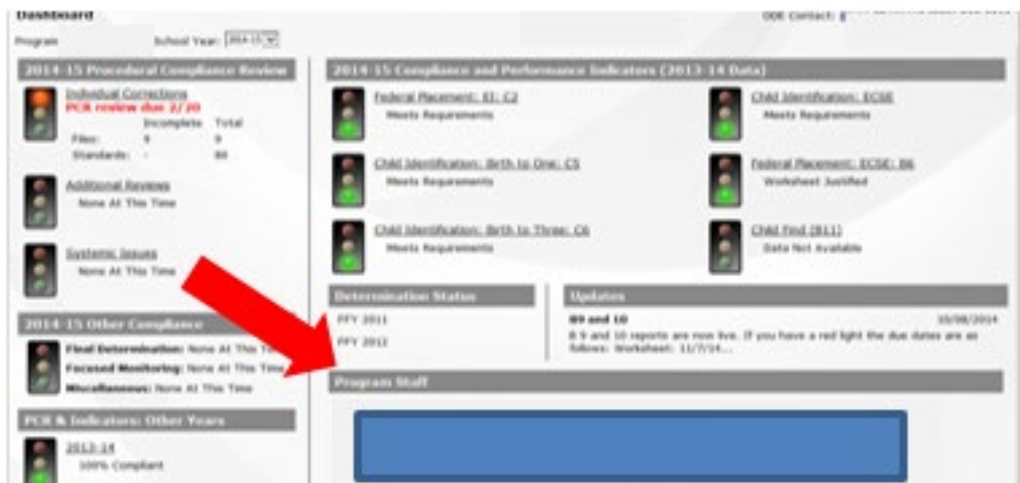 Dashboard
ODE Contact:
Program School Year: 2014-15
2014-15 Procedural Compliance Review
Individual Corrections
PCR review due 2/20
Incomplete Total
Files: 9 9
Standards: - 88
Additional Reviews
None At This Time
Systemic Issues
None At This Time
2014-15 Other Compliance
Final Determination: None At This Time
Focused Monitoring: None At This Time
Miscellaneous: None At This Time
PCR & Indicators: Other Years
2013-14
100% Compliant
2014-15 Compliance and Performance Indicators (2013-14 Data)
Federal Placement: EI: C2
Meets Requirements
Child Identification: ECSE
Meets Requirements
Child Identification: Birth to One: C5
Meets Requirements
Federal Placement: ECSE: B6
Worksheet Justified
Child Identification: Birth to Three: C6
Meets Requirements
Child Find (B11)
Data Not Available
Determination Status
FFY 2011
FFY 2012
Updates
B9 and 10 10/08/2014
B 9 and 10 reports are now live. If you have a red light the due dates are as
follows: Worksheet: 11/7/14...
Program Staff